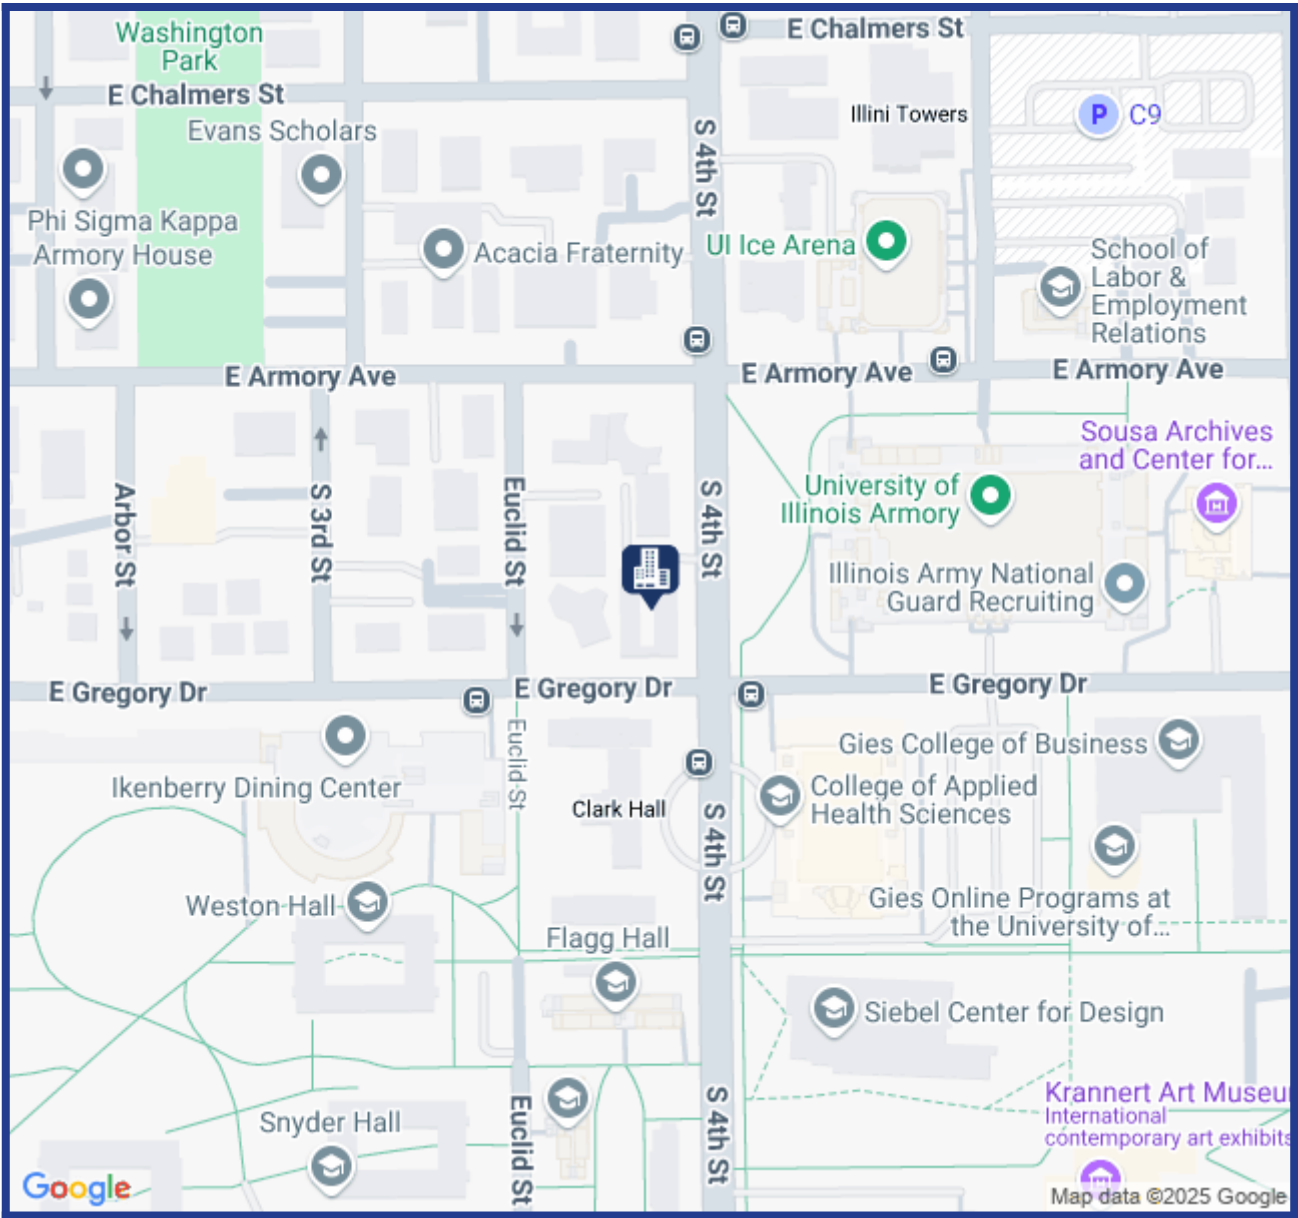 Washington
Park
E Chalmers St
E Chalmers St
Illini Towers
P
C9
Evans Scholars
S 4th St
Phi Sigma Kappa
Armory House
Acacia Fraternity
UI Ice Arena
School of
Labor &
Employment
Relations
E Armory Ave
E Armory Ave
E Armory Ave
Sousa Archives
and Center for...
Arbor St
S 3rd St
Euclid St
S 4th St
University of
Illinois Armory
Illinois Army National
Guard Recruiting
E Gregory Dr
E Gregory Dr
E Gregory Dr
Ikenberry Dining Center
Euclid St
Clark Hall
S 4th St
Gies College of Business
College of Applied
Health Sciences
Weston Hall
Flagg Hall
Gies Online Programs at
the University of...
Siebel Center for Design
Snyder Hall
Euclid St
S 4th St
Krannert Art Museu
International
contemporary art exhibits
Google
Map data ©2025 Google